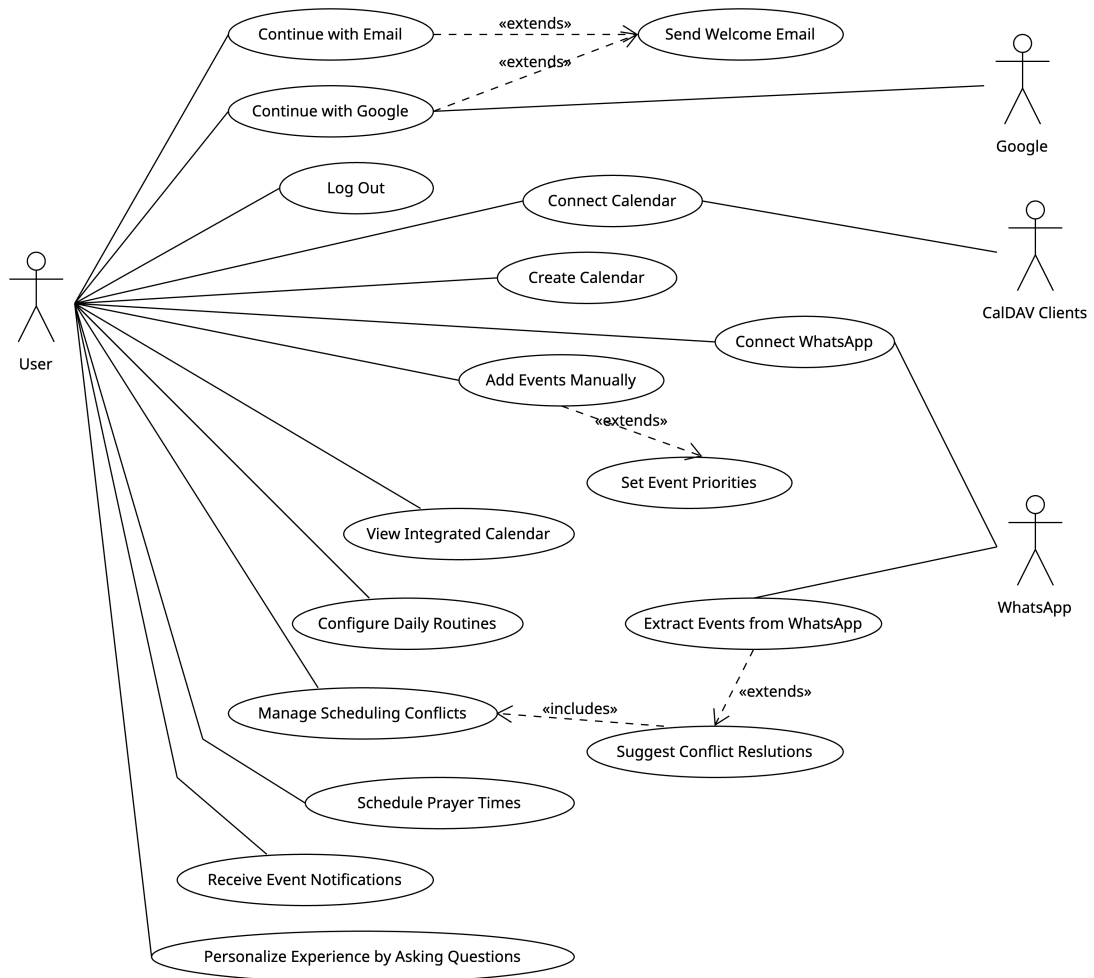 Continue with Email
«extends»
Send Welcome Email
«extends»
Continue with Google
Google
Log Out
Connect Calendar
Create Calendar
CalDAV Clients
Connect WhatsApp
User
Add Events Manually
«extends»
Set Event Priorities
View Integrated Calendar
WhatsApp
Configure Daily Routines
Extract Events from WhatsApp
«extends»
Manage Scheduling Conflicts
«includes»
Suggest Conflict Reslutions
Schedule Prayer Times
Receive Event Notifications
Personalize Experience by Asking Questions